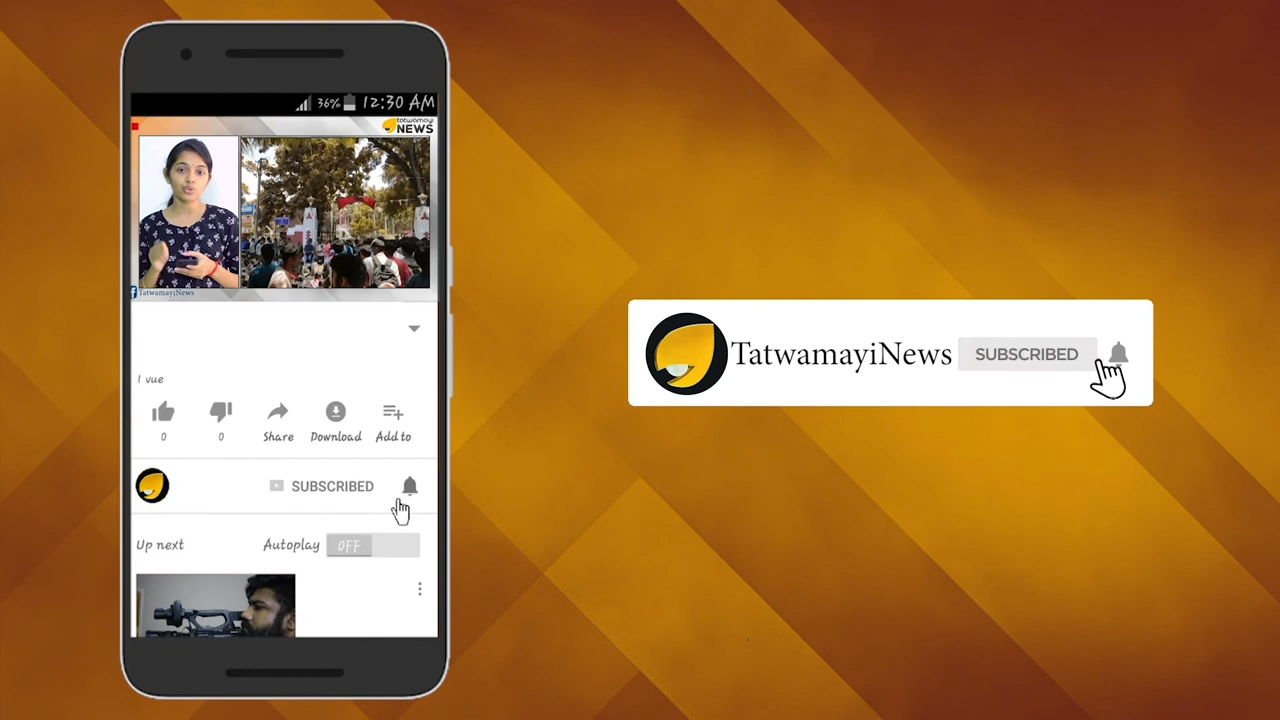 36% 12:30 AM
tatwamayi
NEWS
TatwamayiNews
1 vue
0 0 Share Download Add to
SUBSCRIBED
Up next Autoplay OFF
TatwamayiNews SUBSCRIBED